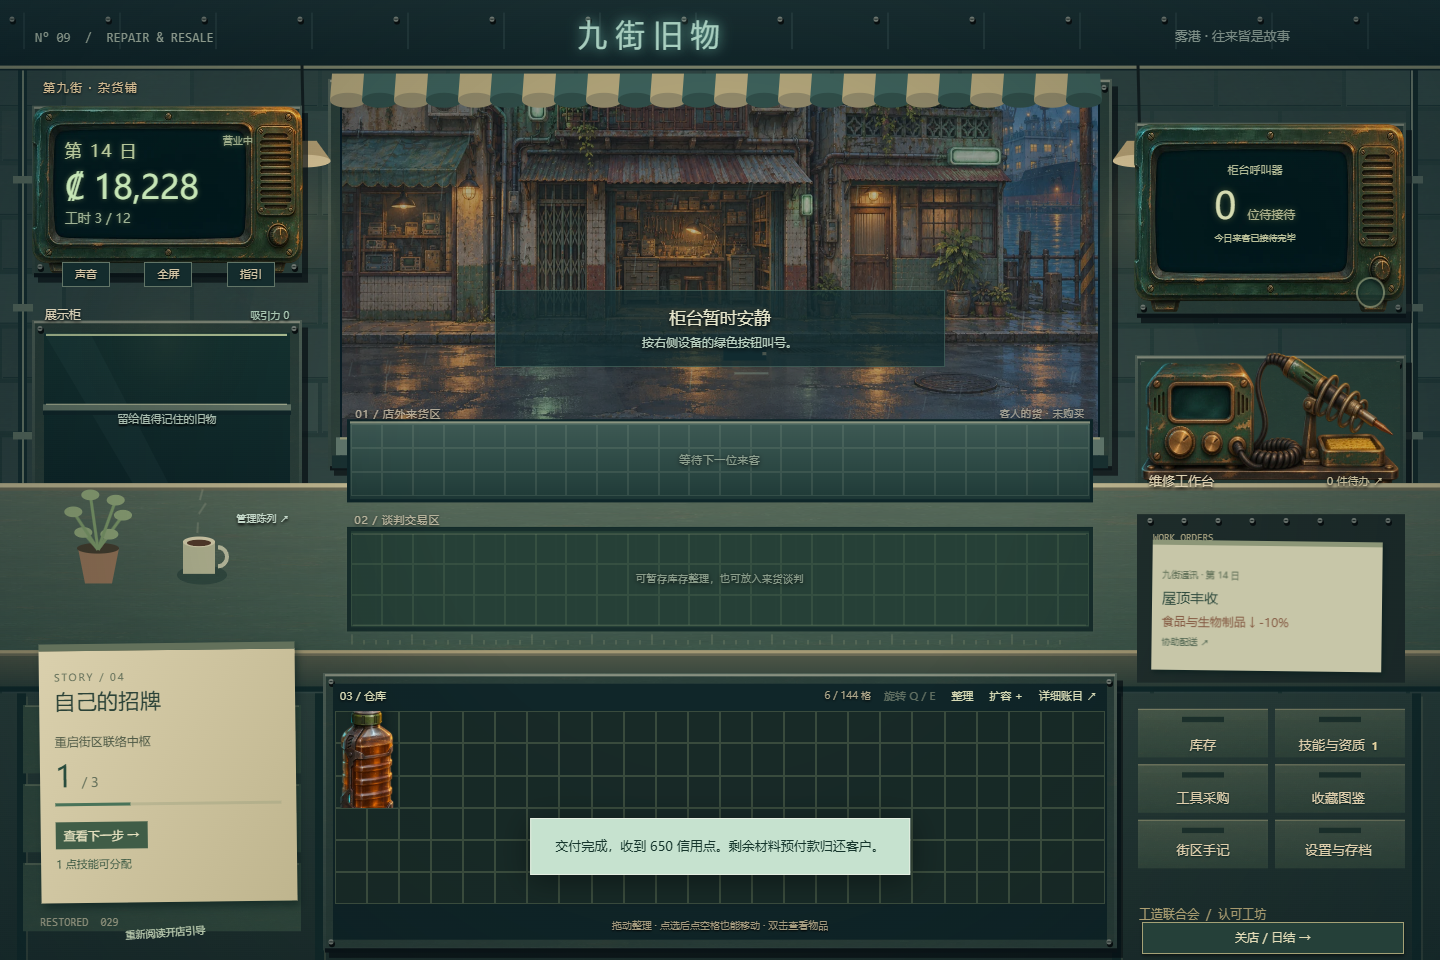 N° 09 / REPAIR & RESALE
九街旧物
雾港 · 往来皆是故事
第九街 · 杂货铺
营业中
第 14 日
₡ 18,228
工时 3 / 12
声音
全屏
指引
展示柜
吸引力 0
留给值得记住的旧物
管理陈列 ↗
柜台暂时安静
按右侧设备的绿色按钮叫号。
01 / 店外来货区
客人的货 · 未购买
等待下一位来客
02 / 谈判交易区
可暂存库存整理，也可放入来货谈判
柜台呼叫器
0 位待接待
今日来客已接待完毕
维修工作台
0 件待办 ↗
WORK ORDERS
九街通讯 · 第 14 日
屋顶丰收
食品与生物制品 ↓ -10%
协助配送 ↗
STORY / 04
自己的招牌
重启街区联络中枢
1 / 3
查看下一步 →
1 点技能可分配
RESTORED 029
重新阅读开店引导
03 / 仓库
6 / 144 格
旋转 Q / E
整理
扩容 +
详细账目 ↗
交付完成，收到 650 信用点。剩余材料预付款归还客户。
拖动整理 · 点选后点空格也能移动 · 双击查看物品
库存
技能与资质 1
工具采购
收藏图鉴
街区手记
设置与存档
工造联合会 / 认可工坊
关店 / 日结 →